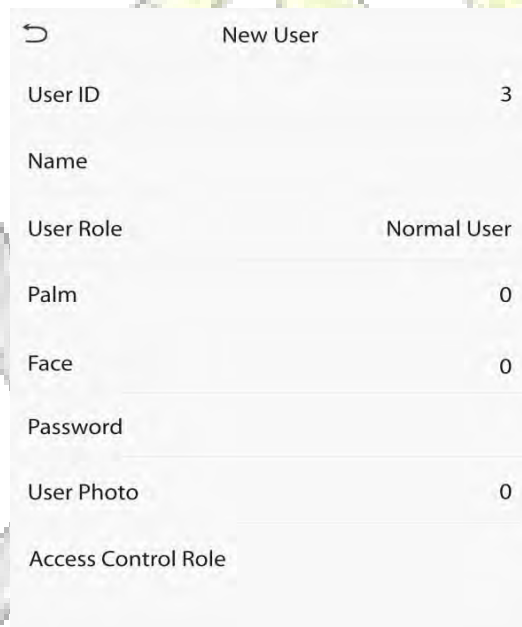 New User
User ID 3
Name
User Role Normal User
Palm 0
Face 0
Password
User Photo 0
Access Control Role